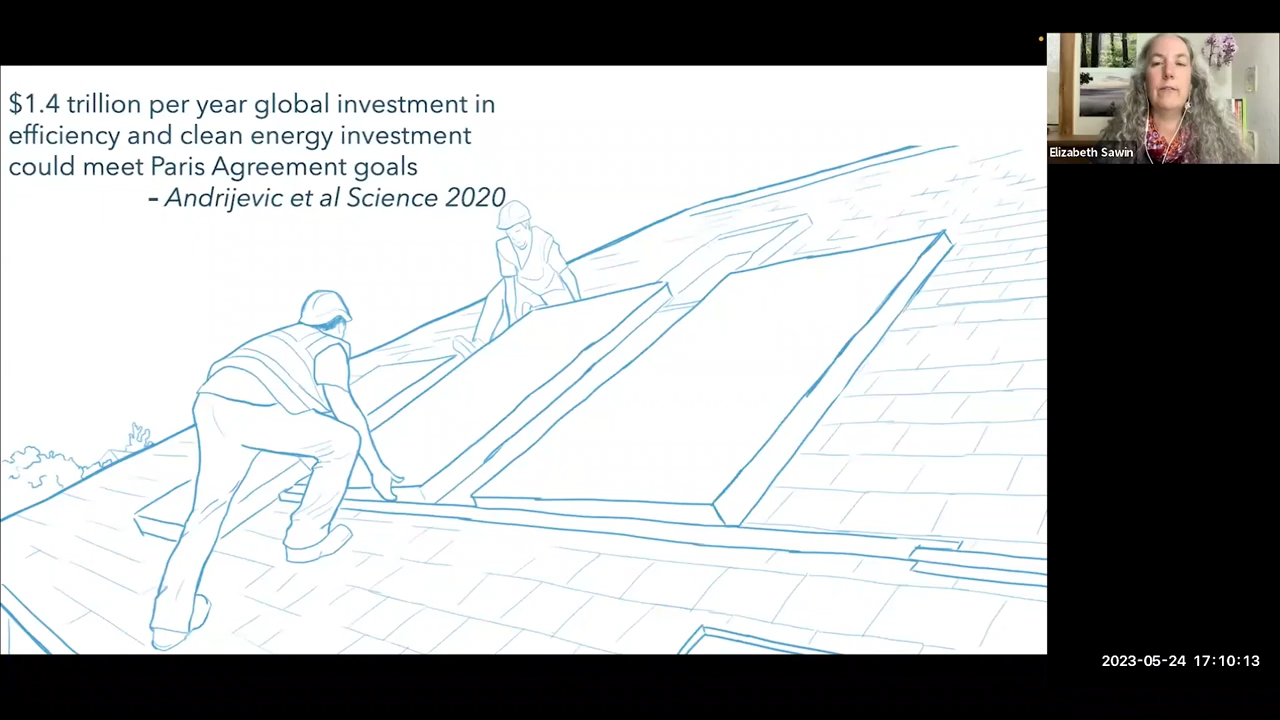 $1.4 trillion per year global investment in
efficiency and clean energy investment
could meet Paris Agreement goals
– Andrijevic et al Science 2020
Elizabeth Sawin
2023-05-24 17:10:13